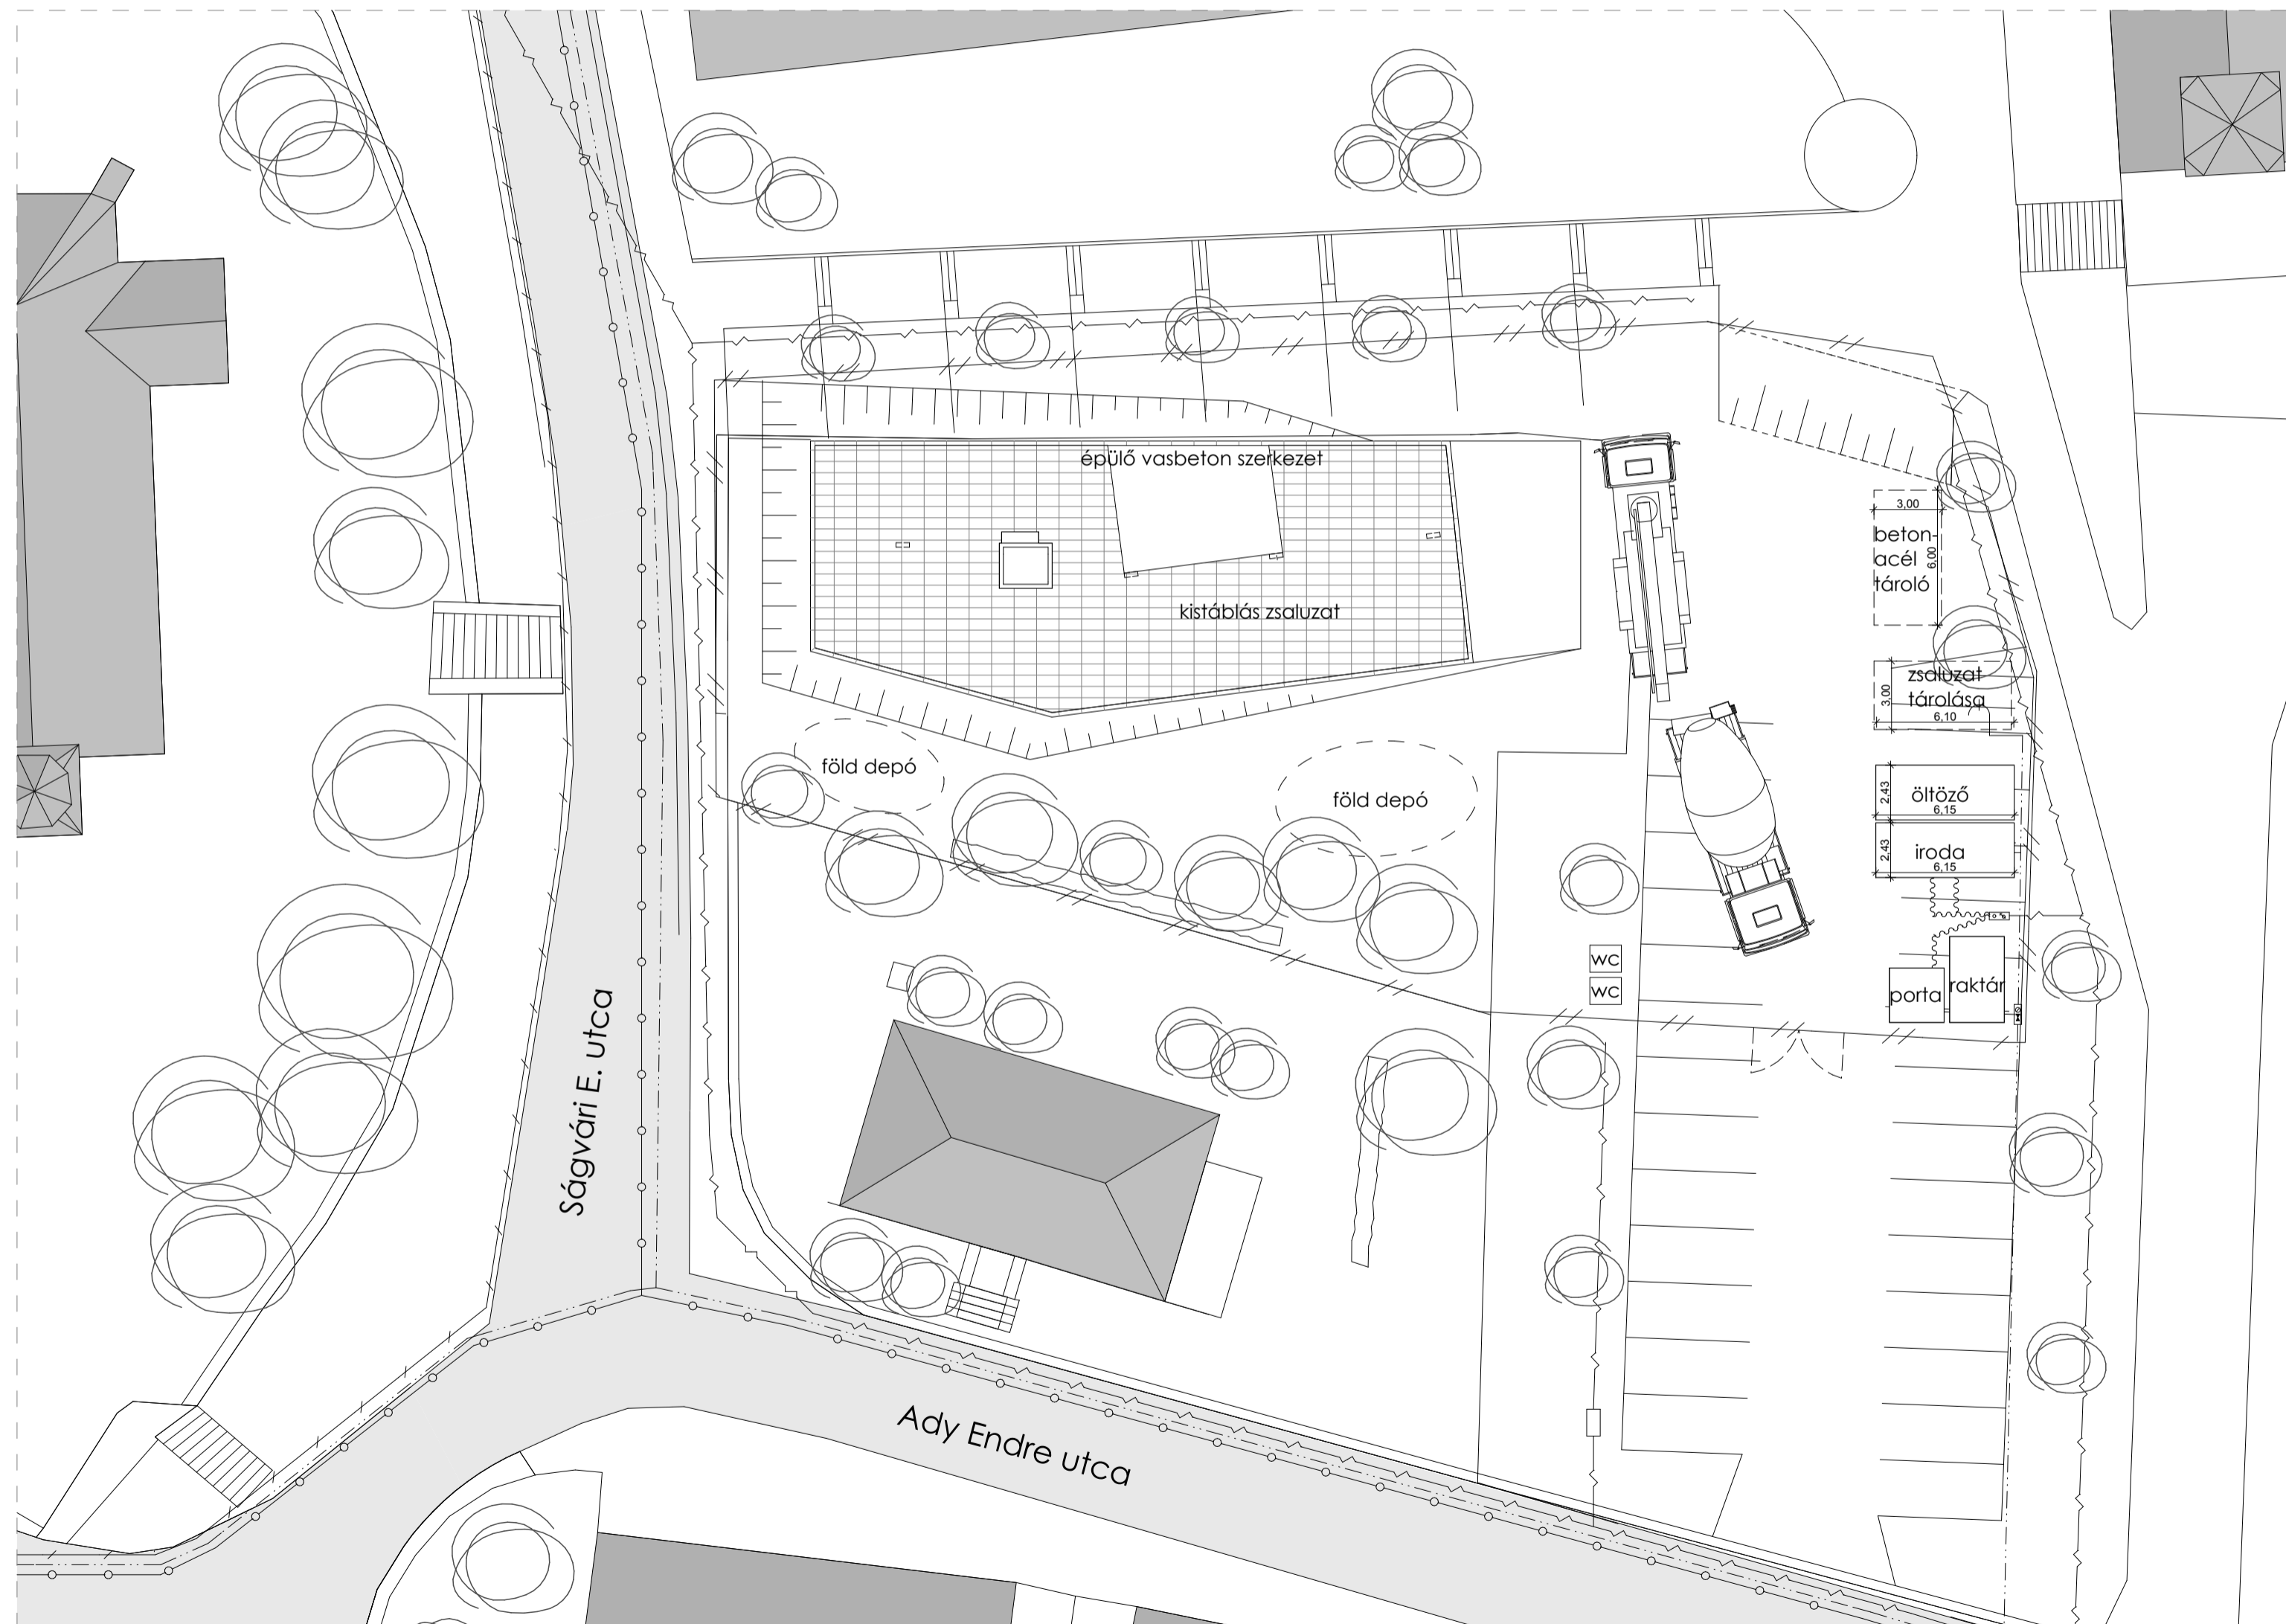 épülő vasbeton szerkezet
3,00
beton-
acél
tároló
6,00
kistáblás zsaluzat
zsaluzat
tárolása
3,00
6,10
föld depó
föld depó
öltöző
2,43
6,15
iroda
2,43
6,15
wc
wc
porta
raktár
Ságvári E. utca
Ady Endre utca